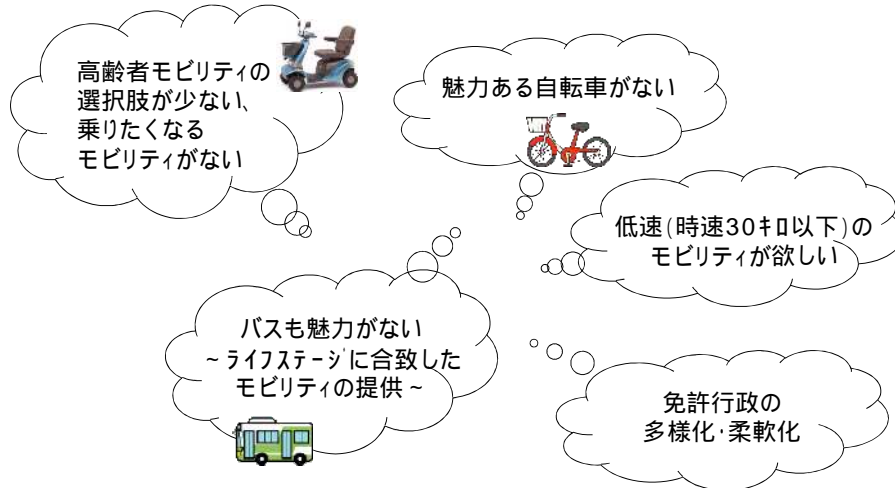 高齢者モビリティの
選択肢が少ない、
乗りたくなる
モビリティがない
魅力ある自転車がない
低速(時速30キロ以下)の
モビリティが欲しい
バスも魅力がない
~ライフステージに合致した
モビリティの提供~
免許行政の
多様化・柔軟化